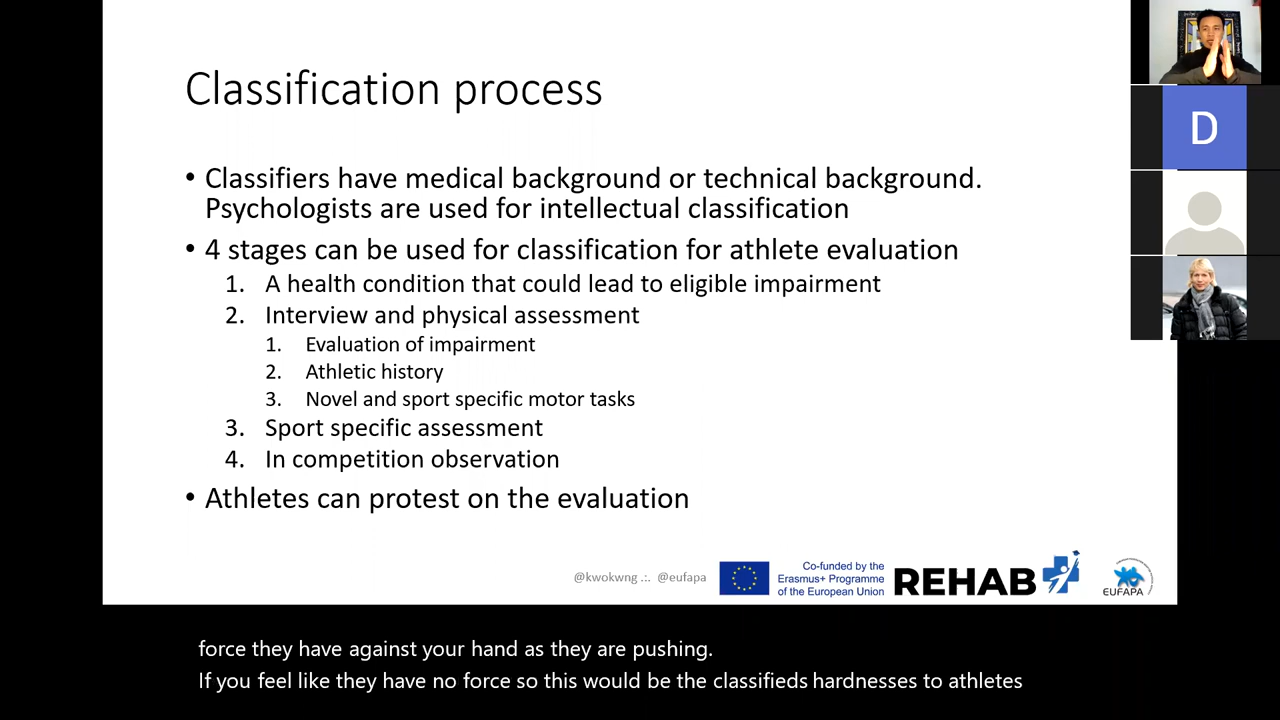 Classification process
• Classifiers have medical background or technical background.
Psychologists are used for intellectual classification
• 4 stages can be used for classification for athlete evaluation
1. A health condition that could lead to eligible impairment
2. Interview and physical assessment
1. Evaluation of impairment
2. Athletic history
3. Novel and sport specific motor tasks
3. Sport specific assessment
4. In competition observation
• Athletes can protest on the evaluation
@kwokwng .:. @eufapa
Co-funded by the
Erasmus+ Programme
of the European Union
REHAB
EUFAPA
D
force they have against your hand as they are pushing.
If you feel like they have no force so this would be the classifieds hardnesses to athletes